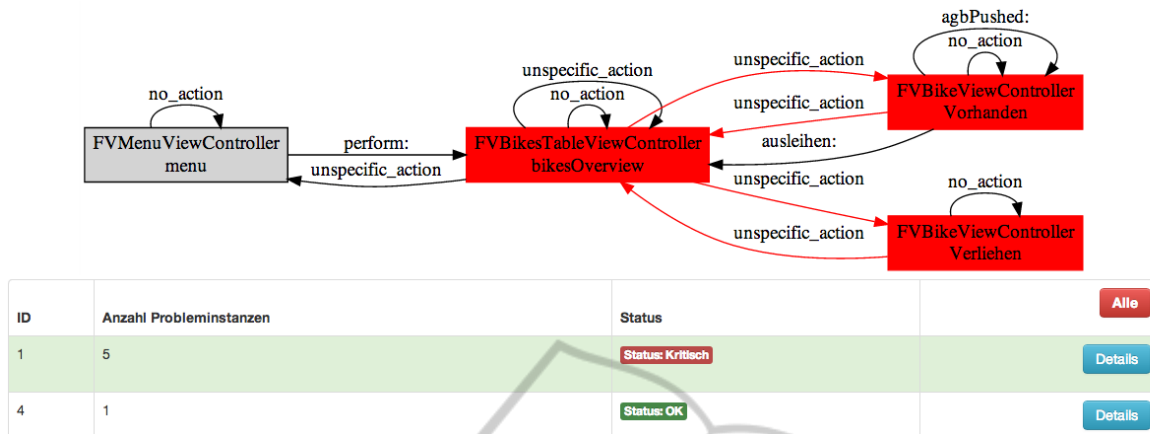 agbPushed:
no_action
unspecific_action
unspecific_action
no_action
FVBikeViewController
Vorhanden
no_action
unspecific_action
FVMenuViewController
menu
perform:
FVBikesTableViewController
bikesOverview
ausleihen:
unspecific_action
unspecific_action
no_action
unspecific_action
FVBikeViewController
Verliehen
ID Anzahl Probleminstanzen Status Alle
1 5 Status: Kritisch Details
4 1 Status: OK Details